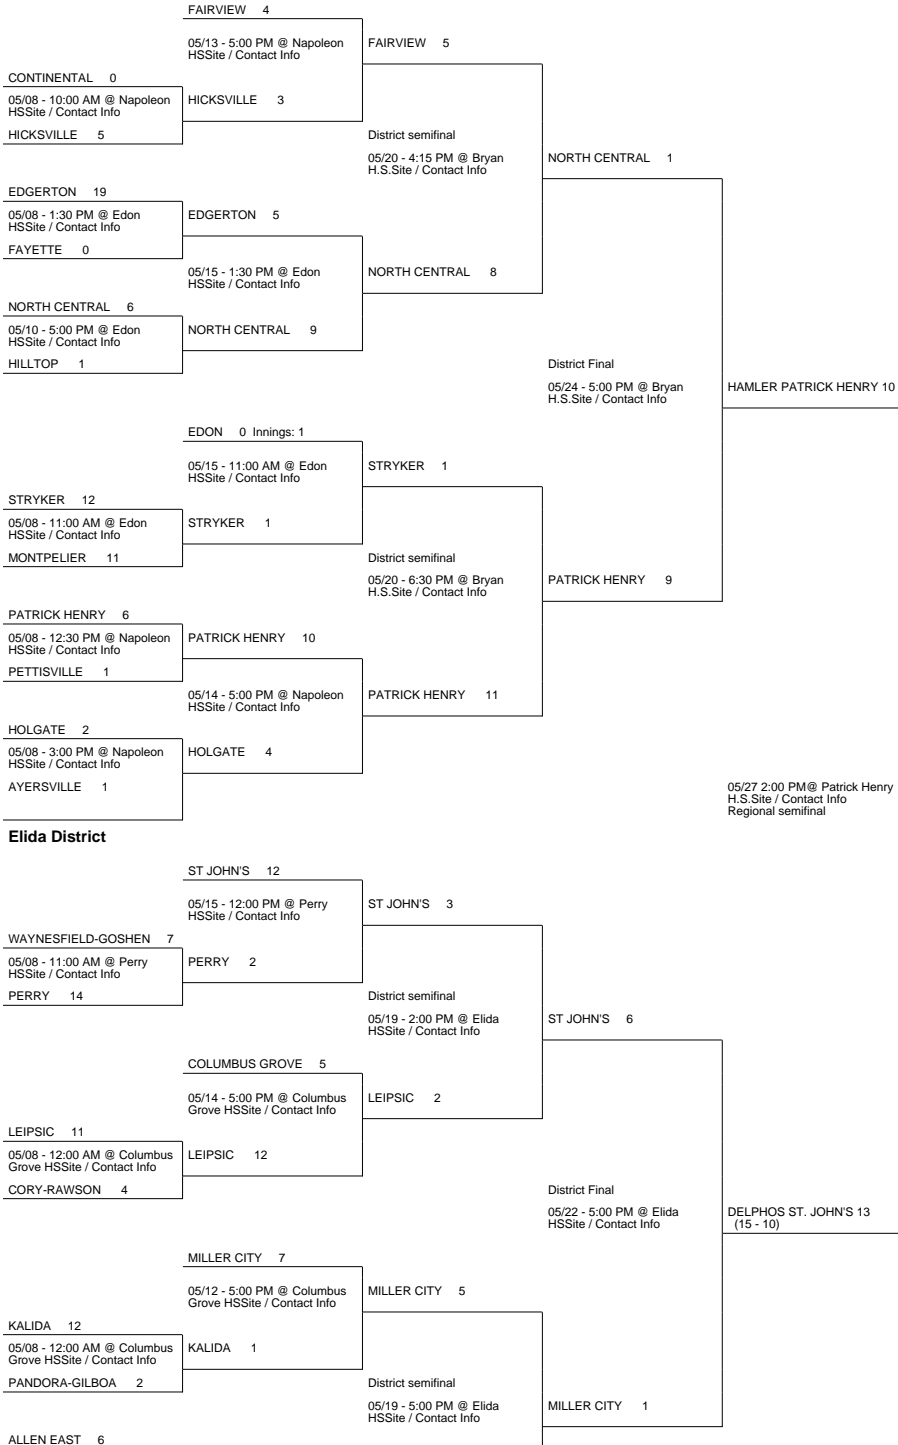 FAIRVIEW 4
05/13 - 5:00 PM @ Napoleon
HSSite / Contact Info
FAIRVIEW 5
CONTINENTAL 0
05/08 - 10:00 AM @ Napoleon
HSSite / Contact Info
HICKSVILLE 3
HICKSVILLE 5
District semifinal
05/20 - 4:15 PM @ Bryan
H.S.Site / Contact Info
NORTH CENTRAL 1
EDGERTON 19
05/08 - 1:30 PM @ Edon
HSSite / Contact Info
EDGERTON 5
FAYETTE 0
05/15 - 1:30 PM @ Edon
HSSite / Contact Info
NORTH CENTRAL 8
NORTH CENTRAL 6
05/10 - 5:00 PM @ Edon
HSSite / Contact Info
NORTH CENTRAL 9
HILLTOP 1
District Final
05/24 - 5:00 PM @ Bryan
H.S.Site / Contact Info
HAMLER PATRICK HENRY 10
EDON 0 Innings: 1
05/15 - 11:00 AM @ Edon
HSSite / Contact Info
STRYKER 1
STRYKER 12
05/08 - 11:00 AM @ Edon
HSSite / Contact Info
STRYKER 1
MONTPELIER 11
District semifinal
05/20 - 6:30 PM @ Bryan
H.S.Site / Contact Info
PATRICK HENRY 9
PATRICK HENRY 6
05/08 - 12:30 PM @ Napoleon
HSSite / Contact Info
PATRICK HENRY 10
PETTISVILLE 1
05/14 - 5:00 PM @ Napoleon
HSSite / Contact Info
PATRICK HENRY 11
HOLGATE 2
05/08 - 3:00 PM @ Napoleon
HSSite / Contact Info
HOLGATE 4
AYERSVILLE 1
05/27 2:00 PM@ Patrick Henry
H.S.Site / Contact Info
Regional semifinal
Elida District
ST JOHN'S 12
05/15 - 12:00 PM @ Perry
HSSite / Contact Info
ST JOHN'S 3
WAYNESFIELD-GOSHEN 7
05/08 - 11:00 AM @ Perry
HSSite / Contact Info
PERRY 2
PERRY 14
District semifinal
05/19 - 2:00 PM @ Elida
HSSite / Contact Info
ST JOHN'S 6
COLUMBUS GROVE 5
05/14 - 5:00 PM @ Columbus
Grove HSSite / Contact Info
LEIPSIC 2
LEIPSIC 11
05/08 - 12:00 AM @ Columbus
Grove HSSite / Contact Info
LEIPSIC 12
CORY-RAWSON 4
District Final
05/22 - 5:00 PM @ Elida
HSSite / Contact Info
DELPHOS ST. JOHN'S 13
(15 - 10)
MILLER CITY 7
05/12 - 5:00 PM @ Columbus
Grove HSSite / Contact Info
MILLER CITY 5
KALIDA 12
05/08 - 12:00 AM @ Columbus
Grove HSSite / Contact Info
KALIDA 1
PANDORA-GILBOA 2
District semifinal
05/19 - 5:00 PM @ Elida
HSSite / Contact Info
MILLER CITY 1
ALLEN EAST 6